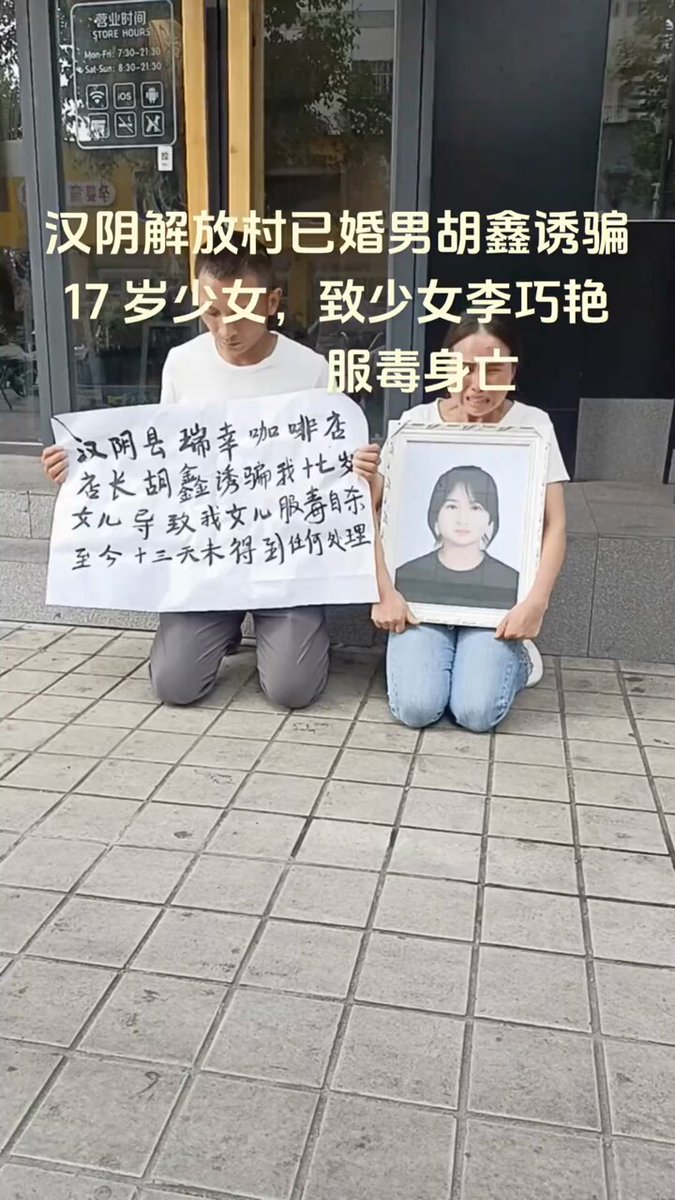 营业时间
STORE HOURS
Mon-Fri: 7:30-21:30
Sat-Sun: 8:30-21:30
iOS
汉阴解放村已婚男胡鑫诱骗
17 岁少女，致少女李巧艳
服毒身亡
汉阴县瑞幸咖啡店
店长胡鑫诱骗我十七岁
女儿导致我女儿服毒自杀
至今十三天未得到任何处理